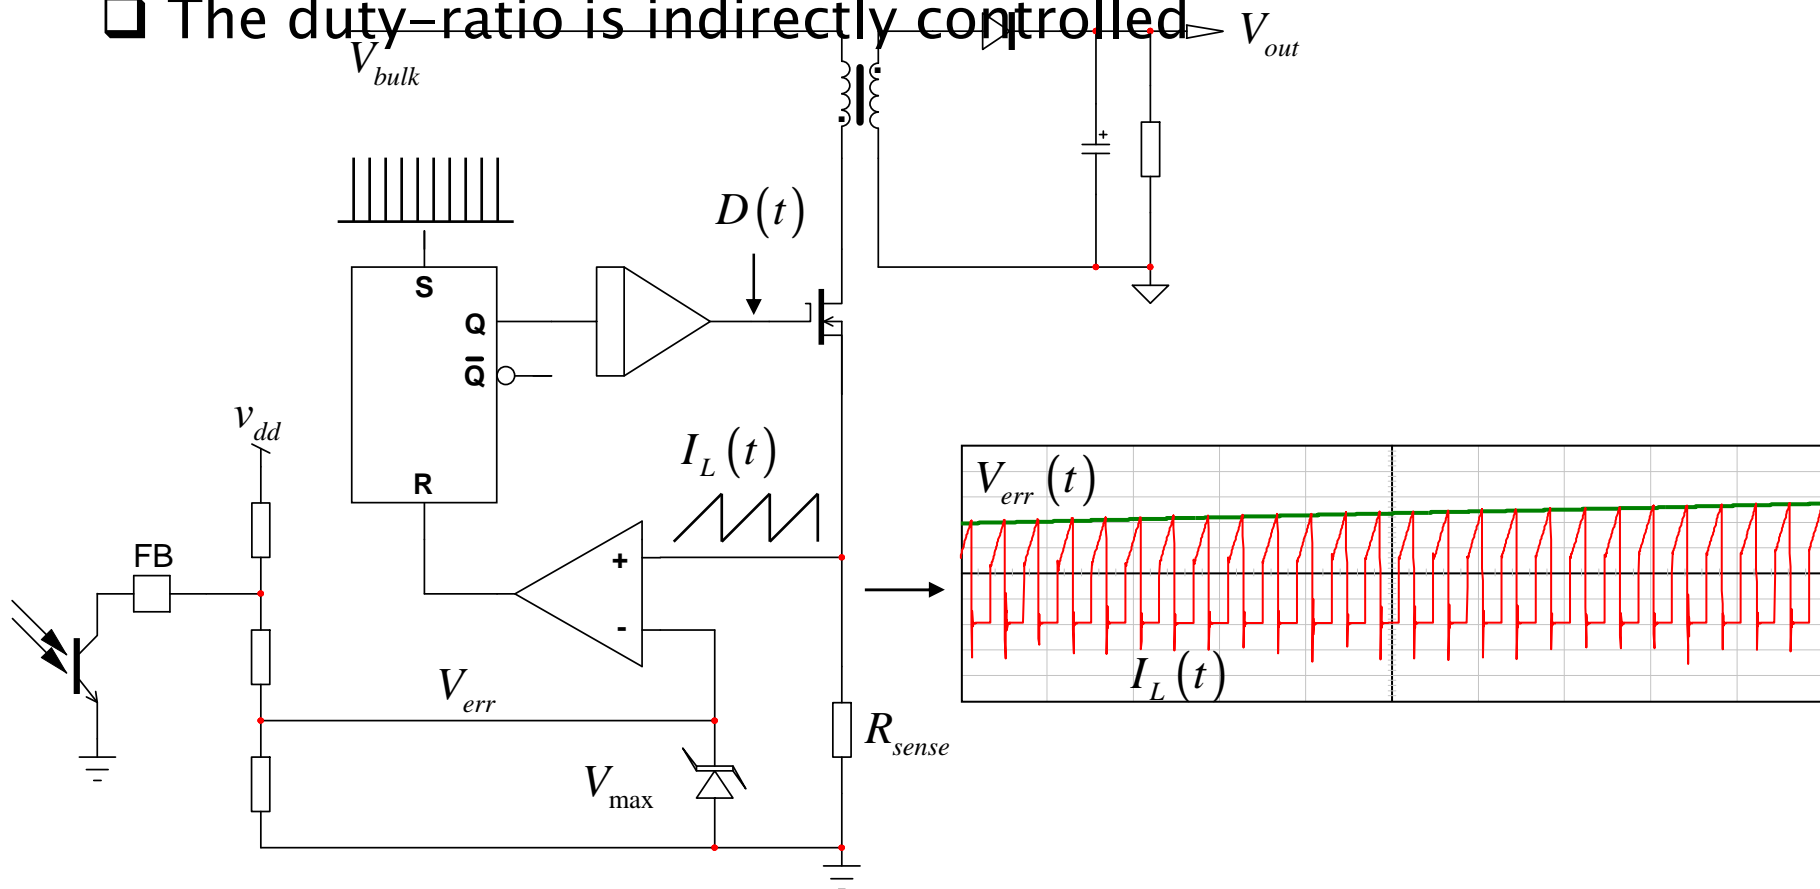 ❑ The duty-ratio is indirectly controlled
V_bulk
V_out
D(t)
S
Q
Q̅
v_dd
I_L(t)
R
V_err(t)
FB
+
-
+
I_L(t)
V_err
R_sense
V_max